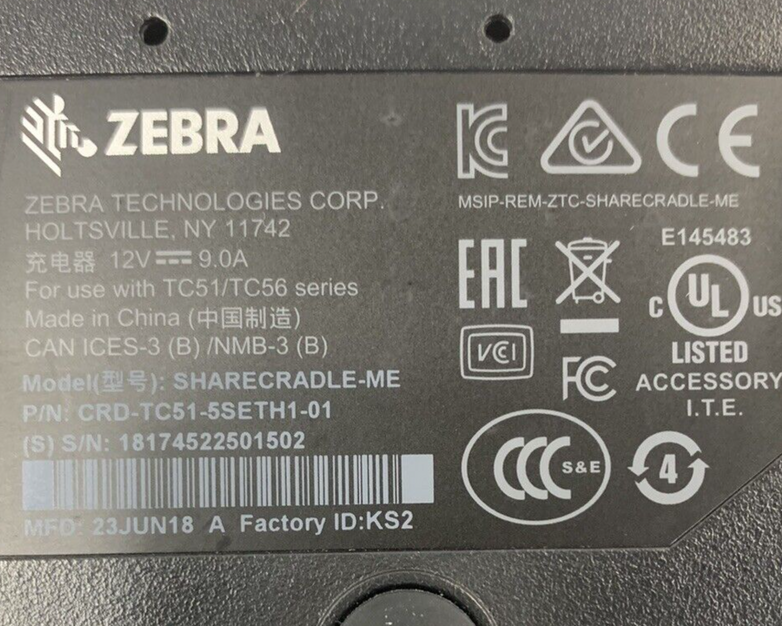 ZEBRA
ZEBRA TECHNOLOGIES CORP.
HOLTSVILLE, NY 11742
充电器 12V 9.0A
For use with TC51/TC56 series
Made in China (中国制造)
CAN ICES-3 (B) /NMB-3 (B)
Model(型号): SHARECRADLE-ME
P/N: CRD-TC51-5SETH1-01
(S) S/N: 18174522501502
MFD: 23JUN18 A Factory ID:KS2
KC
CE
MSIP-REM-ZTC-SHARECRADLE-ME
EAC
E145483
C UL US
LISTED
ACCESSORY
I.T.E.
VCI
FC
CCC S&E
4